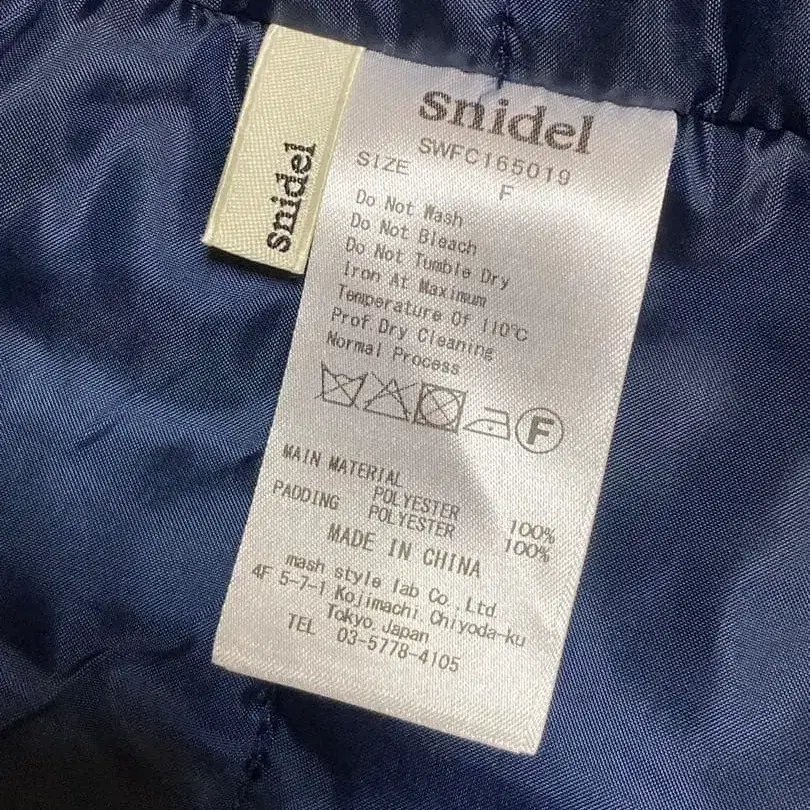 snidel
snidel
SWFC165019
SIZE F
Do Not Wash
Do Not Bleach
Do Not Tumble Dry
Iron At Maximum
Temperature Of 110℃
Prof Dry Cleaning
Normal Process
F
MAIN MATERIAL
POLYESTER 100%
PADDING POLYESTER 100%
MADE IN CHINA
mash style lab Co.,Ltd
4F 5-7-1 Kojimachi, Chiyoda-ku
Tokyo, Japan
TEL 03-5778-4105